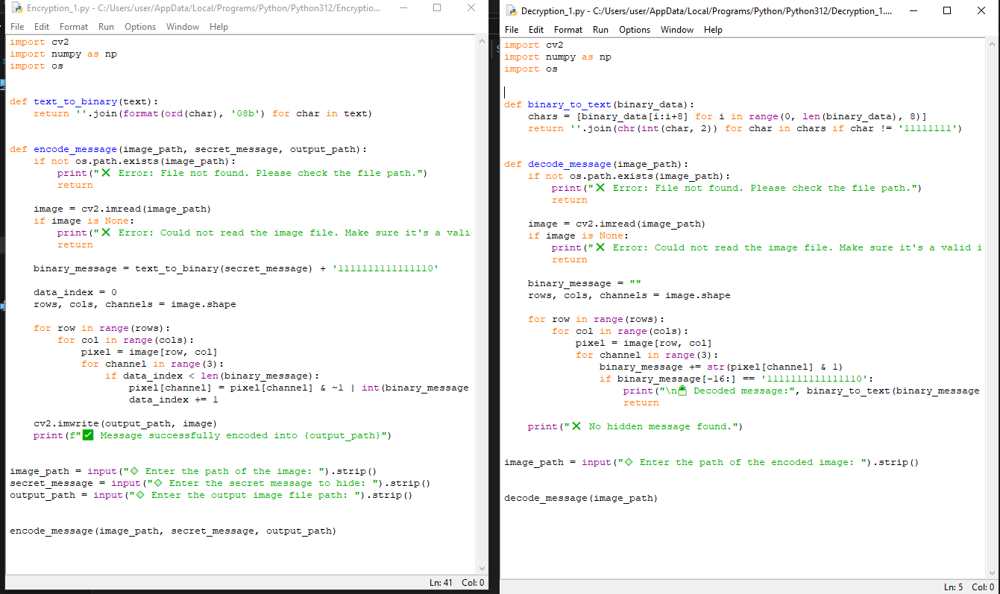 Encryption_1.py - C:/Users/user/AppData/Local/Programs/Python/Python312/Encryptio...
File Edit Format Run Options Window Help
import cv2
import numpy as np
import os
def text_to_binary(text):
    return ''.join(format(ord(char), '08b') for char in text)
def encode_message(image_path, secret_message, output_path):
    if not os.path.exists(image_path):
        print("❌ Error: File not found. Please check the file path.")
        return
    image = cv2.imread(image_path)
    if image is None:
        print("❌ Error: Could not read the image file. Make sure it's a vali
        return
    binary_message = text_to_binary(secret_message) + '1111111111111110'
    data_index = 0
    rows, cols, channels = image.shape
    for row in range(rows):
        for col in range(cols):
            pixel = image[row, col]
            for channel in range(3):
                if data_index < len(binary_message):
                    pixel[channel] = pixel[channel] & ~1 | int(binary_message
                    data_index += 1
    cv2.imwrite(output_path, image)
    print(f"✅ Message successfully encoded into {output_path}")
image_path = input("🔹 Enter the path of the image: ").strip()
secret_message = input("🔹 Enter the secret message to hide: ").strip()
output_path = input("🔹 Enter the output image file path: ").strip()
encode_message(image_path, secret_message, output_path)
Ln: 41 Col: 0
Decryption_1.py - C:/Users/user/AppData/Local/Programs/Python/Python312/Decryption_1....
File Edit Format Run Options Window Help
import cv2
import numpy as np
import os
def binary_to_text(binary_data):
    chars = [binary_data[i:i+8] for i in range(0, len(binary_data), 8)]
    return ''.join(chr(int(char, 2)) for char in chars if char != '11111111')
def decode_message(image_path):
    if not os.path.exists(image_path):
        print("❌ Error: File not found. Please check the file path.")
        return
    image = cv2.imread(image_path)
    if image is None:
        print("❌ Error: Could not read the image file. Make sure it's a valid i
        return
    binary_message = ""
    rows, cols, channels = image.shape
    for row in range(rows):
        for col in range(cols):
            pixel = image[row, col]
            for channel in range(3):
                binary_message += str(pixel[channel] & 1)
                if binary_message[-16:] == '1111111111111110':
                    print("\n🔓 Decoded message:", binary_to_text(binary_message
                    return
    print("❌ No hidden message found.")
image_path = input("🔹 Enter the path of the encoded image: ").strip()
decode_message(image_path)
Ln: 5 Col: 0